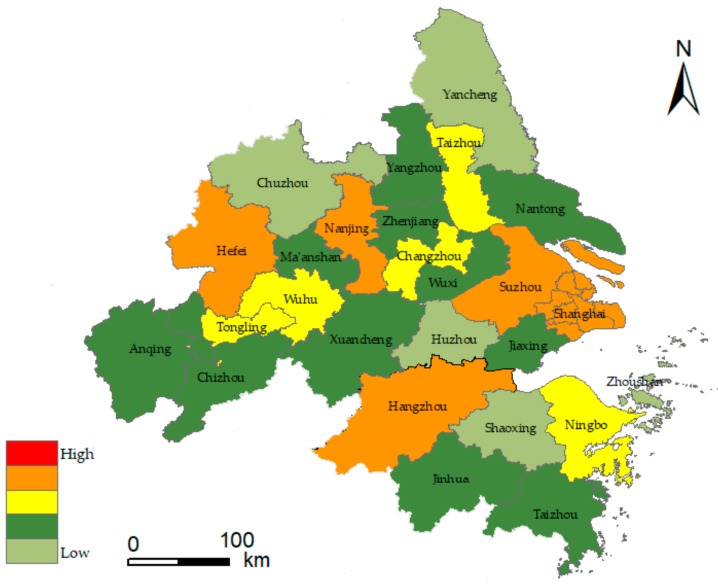 N
Yancheng
Taizhou
Yangzhou
Chuzhou
Nantong
Zhenjiang
Nanjing
Hefei
Ma'anshan
Changzhou
Wuxi
Suzhou
Wuhu
Shanghai
Tongling
Xuancheng
Huzhou
Jiaxing
Anqing
Chizhou
Zhoushan
Hangzhou
Shaoxing
Ningbo
Jinhua
Taizhou
High
Low
0 100
km